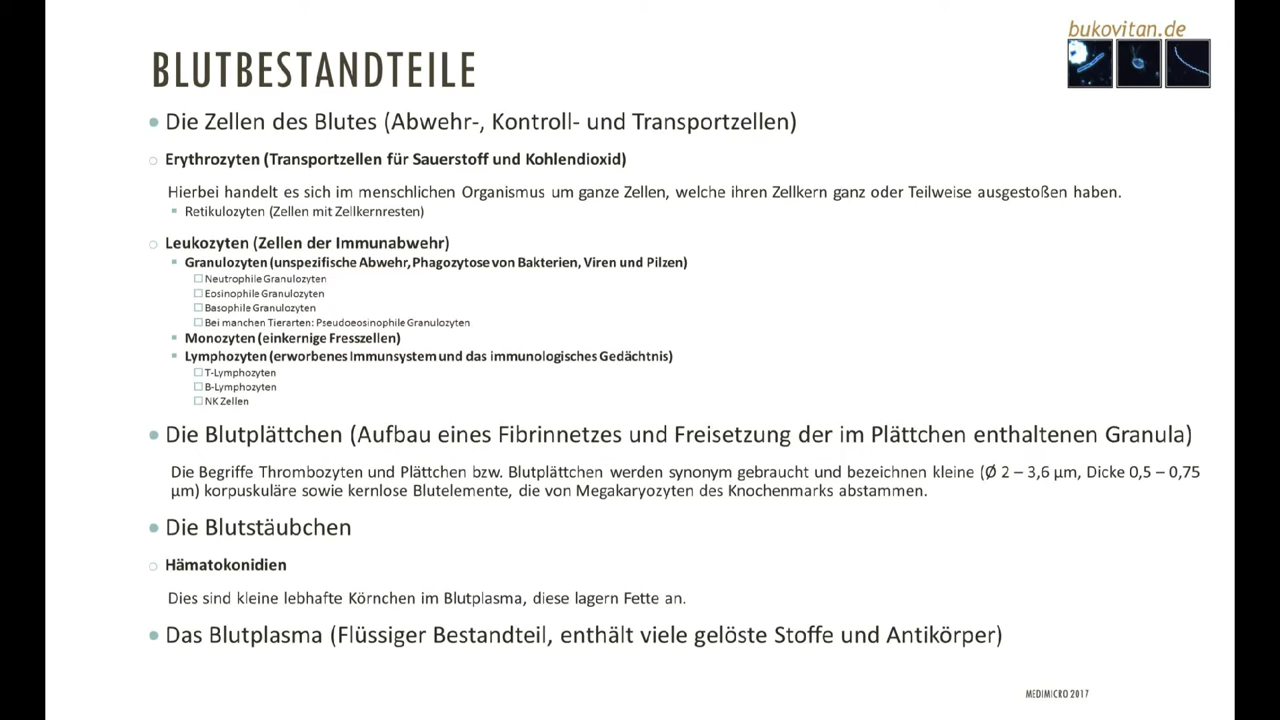 bukovitan.de
BLUTBESTANDTEILE
Die Zellen des Blutes (Abwehr-, Kontroll- und Transportzellen)
Erythrozyten (Transportzellen für Sauerstoff und Kohlendioxid)
Hierbei handelt es sich im menschlichen Organismus um ganze Zellen, welche ihren Zellkern ganz oder Teilweise ausgestoßen haben.
Retikulozyten (Zellen mit Zellkernresten)
Leukozyten (Zellen der Immunabwehr)
Granulozyten (unspezifische Abwehr, Phagozytose von Bakterien, Viren und Pilzen)
Neutrophile Granulozyten
Eosinophile Granulozyten
Basophile Granulozyten
Bei manchen Tierarten: Pseudoeosinophile Granulozyten
Monozyten (einkernige Fresszellen)
Lymphozyten (erworbenes Immunsystem und das immunologisches Gedächtnis)
T-Lymphozyten
B-Lymphozyten
NK Zellen
Die Blutplättchen (Aufbau eines Fibrinnetzes und Freisetzung der im Plättchen enthaltenen Granula)
Die Begriffe Thrombozyten und Plättchen bzw. Blutplättchen werden synonym gebraucht und bezeichnen kleine (Ø 2 – 3,6 µm, Dicke 0,5 – 0,75
µm) korpuskuläre sowie kernlose Blutelemente, die von Megakaryozyten des Knochenmarks abstammen.
Die Blutstäubchen
Hämatokonidien
Dies sind kleine lebhafte Körnchen im Blutplasma, diese lagern Fette an.
Das Blutplasma (Flüssiger Bestandteil, enthält viele gelöste Stoffe und Antikörper)
MEDIMICRO 2017